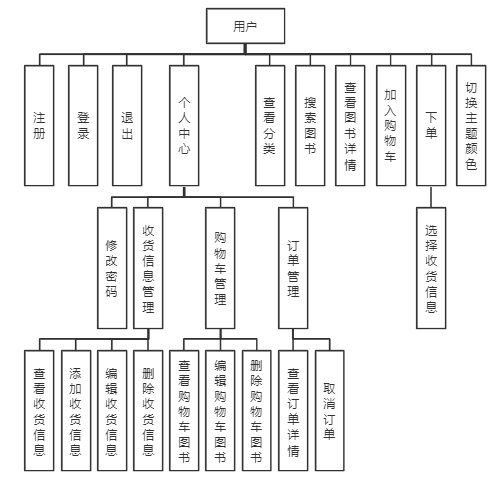 用户
注册
登录
退出
个人中心
查看分类
搜索图书
查看图书详情
加入购物车
下单
切换主题颜色
修改密码
收货信息管理
购物车管理
订单管理
选择收货信息
查看收货信息
添加收货信息
编辑收货信息
删除收货信息
查看购物车图书
编辑购物车图书
删除购物车图书
查看订单详情
取消订单